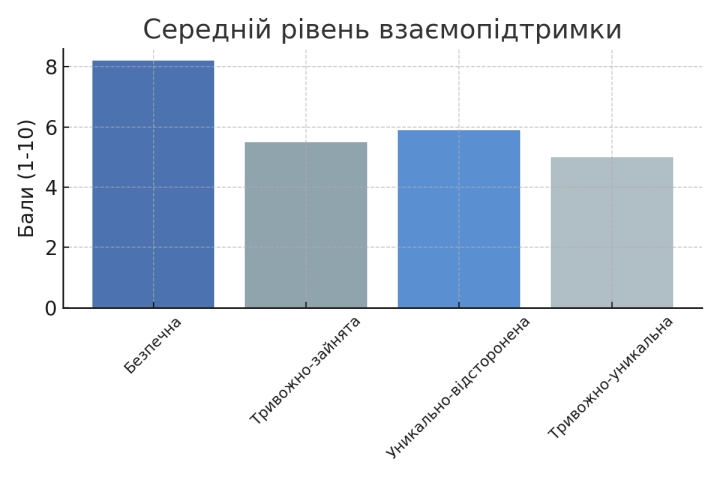 Середній рівень взаємопідтримки
Бали (1-10)
8
6
4
2
0
Безпечна
Тривожно-зайнята
Уникально-відсторонена
Тривожно-уникальна